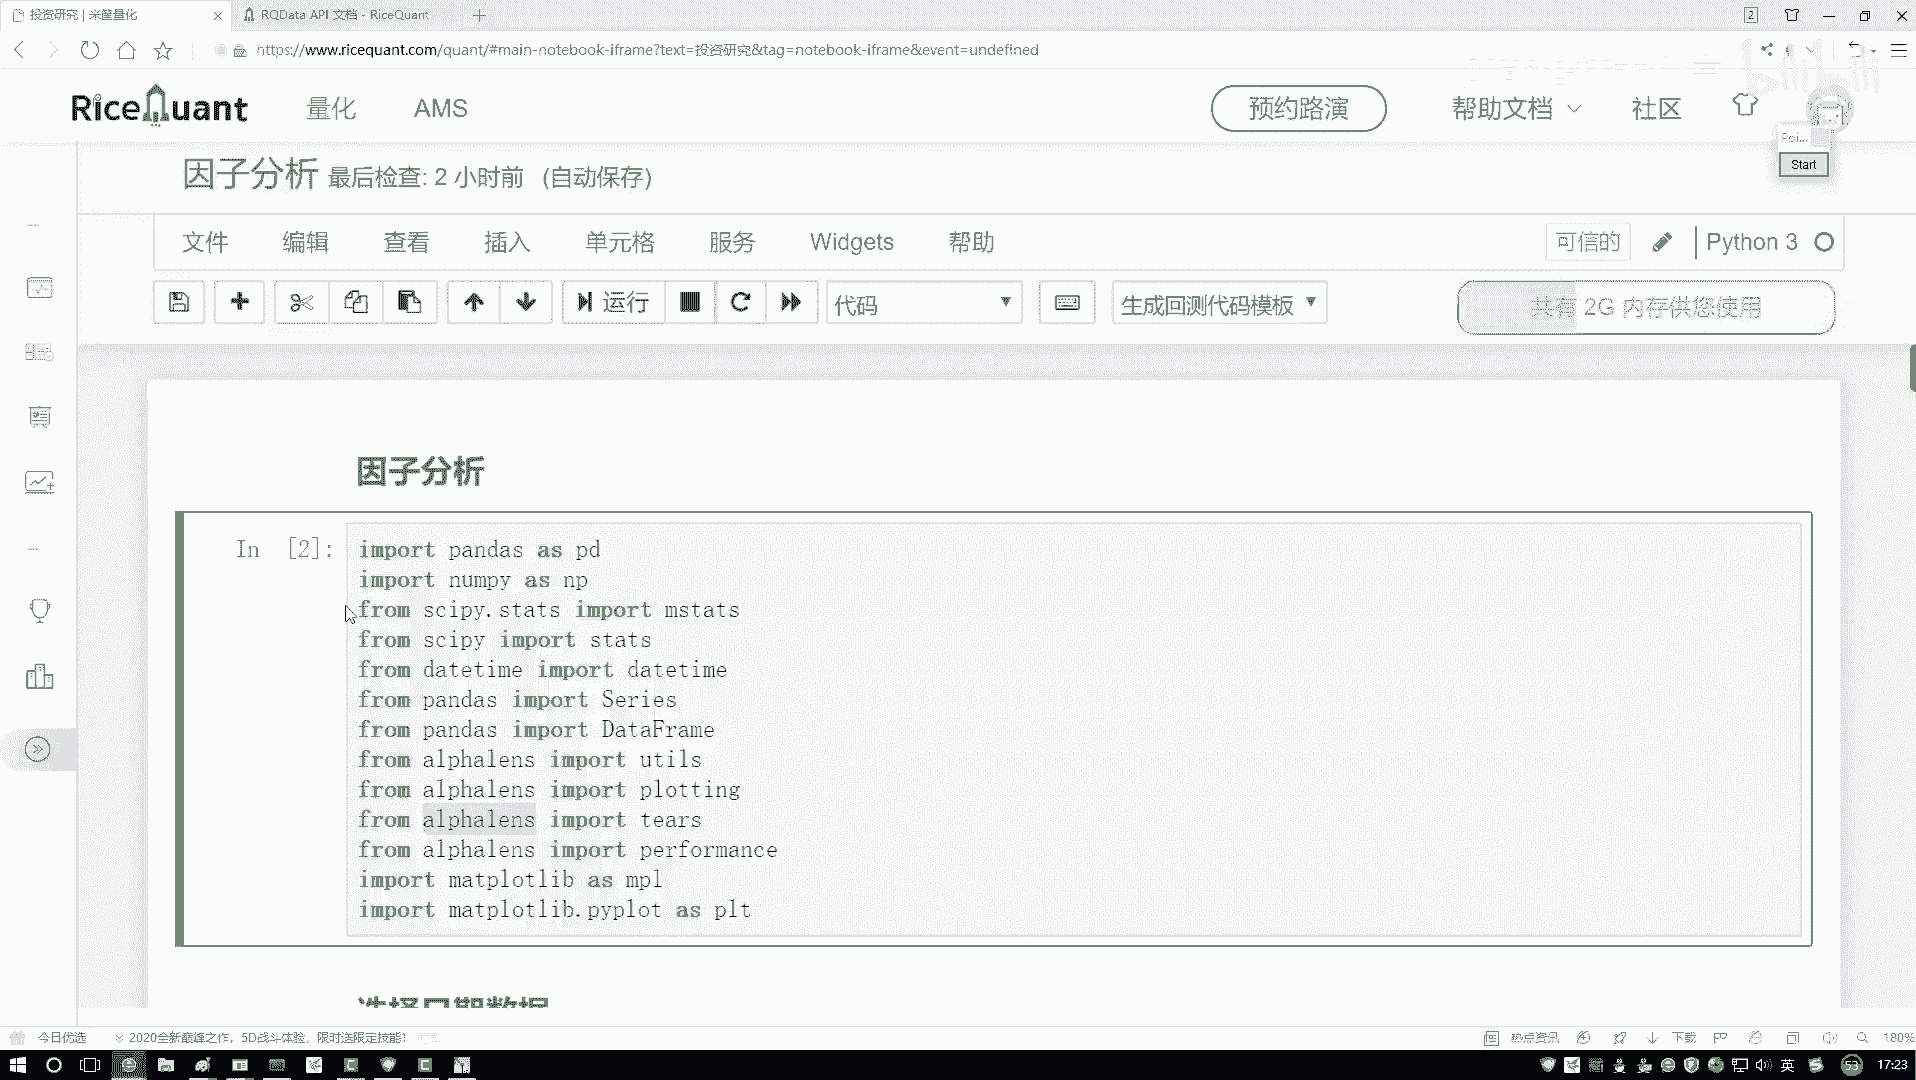 投资研究 | 米筐量化
RQData API 文档 - RiceQuant
2
https://www.ricequant.com/quant/#main-notebook-iframe?text=投资研究&tag=notebook-iframe&event=undefined
RiceQuant 量化 AMS 预约路演 帮助文档 社区
Poi...
Start
因子分析 最后检查: 2 小时前 (自动保存)
文件 编辑 查看 插入 单元格 服务 Widgets 帮助 可信的 Python 3
运行 代码 生成回测代码模板 共有 2G 内存供您使用
因子分析
In [2]:
import pandas as pd
import numpy as np
from scipy.stats import mstats
from scipy import stats
from datetime import datetime
from pandas import Series
from pandas import DataFrame
from alphalens import utils
from alphalens import plotting
from alphalens import tears
from alphalens import performance
import matplotlib as mpl
import matplotlib.pyplot as plt
今日优选 2020全新巅峰之作，5D战斗体验，限时送限定技能! 热点资讯 下载 180%
英 53 17:23